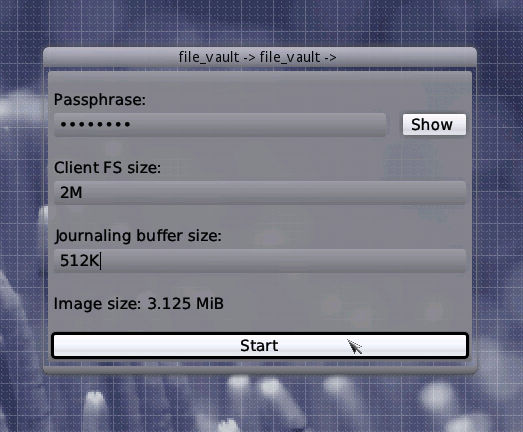 file_vault -> file_vault ->
Passphrase:
••••••••
Show
Client FS size:
2M
Journaling buffer size:
512K
Image size: 3.125 MiB
Start